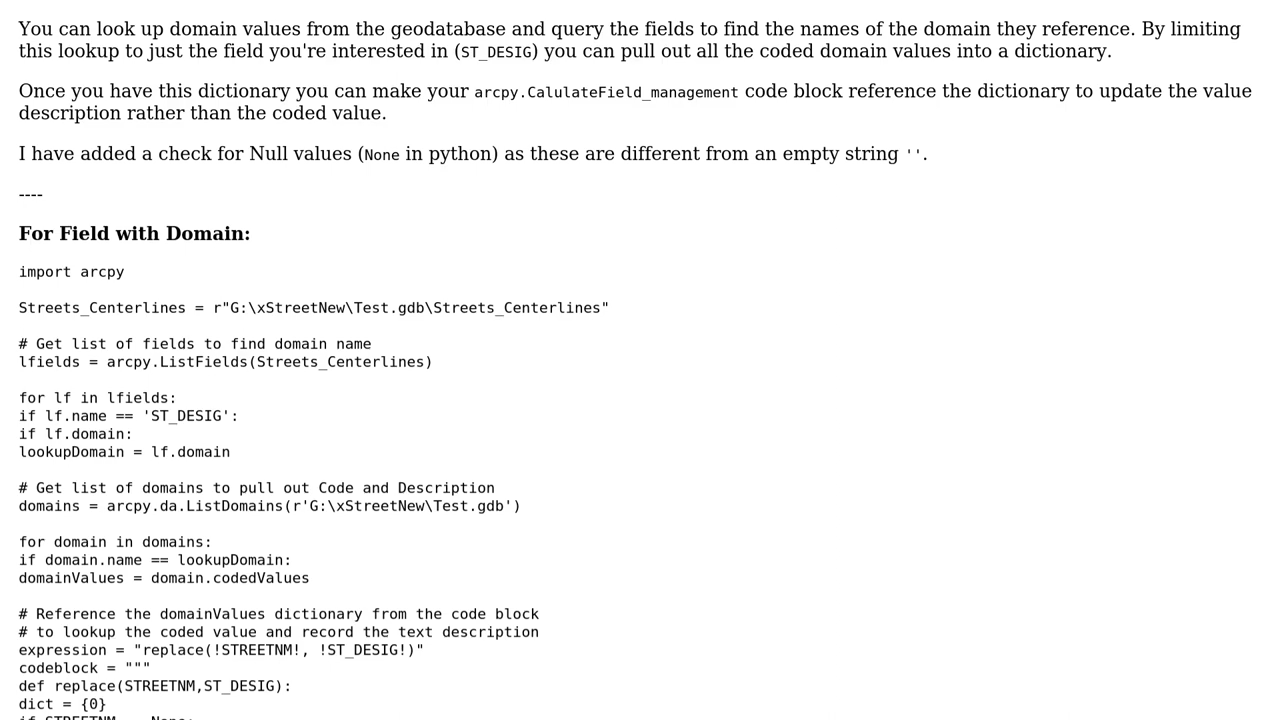 You can look up domain values from the geodatabase and query the fields to find the names of the domain they reference. By limiting
this lookup to just the field you're interested in (ST_DESIG) you can pull out all the coded domain values into a dictionary.
Once you have this dictionary you can make your arcpy.CalulateField_management code block reference the dictionary to update the value
description rather than the coded value.
I have added a check for Null values (None in python) as these are different from an empty string ''.
----
For Field with Domain:
import arcpy
Streets_Centerlines = r"G:\xStreetNew\Test.gdb\Streets_Centerlines"
# Get list of fields to find domain name
lfields = arcpy.ListFields(Streets_Centerlines)
for lf in lfields:
if lf.name == 'ST_DESIG':
if lf.domain:
lookupDomain = lf.domain
# Get list of domains to pull out Code and Description
domains = arcpy.da.ListDomains(r'G:\xStreetNew\Test.gdb')
for domain in domains:
if domain.name == lookupDomain:
domainValues = domain.codedValues
# Reference the domainValues dictionary from the code block
# to lookup the coded value and record the text description
expression = "replace(!STREETNM!, !ST_DESIG!)"
codeblock = """
def replace(STREETNM,ST_DESIG):
dict = {0}